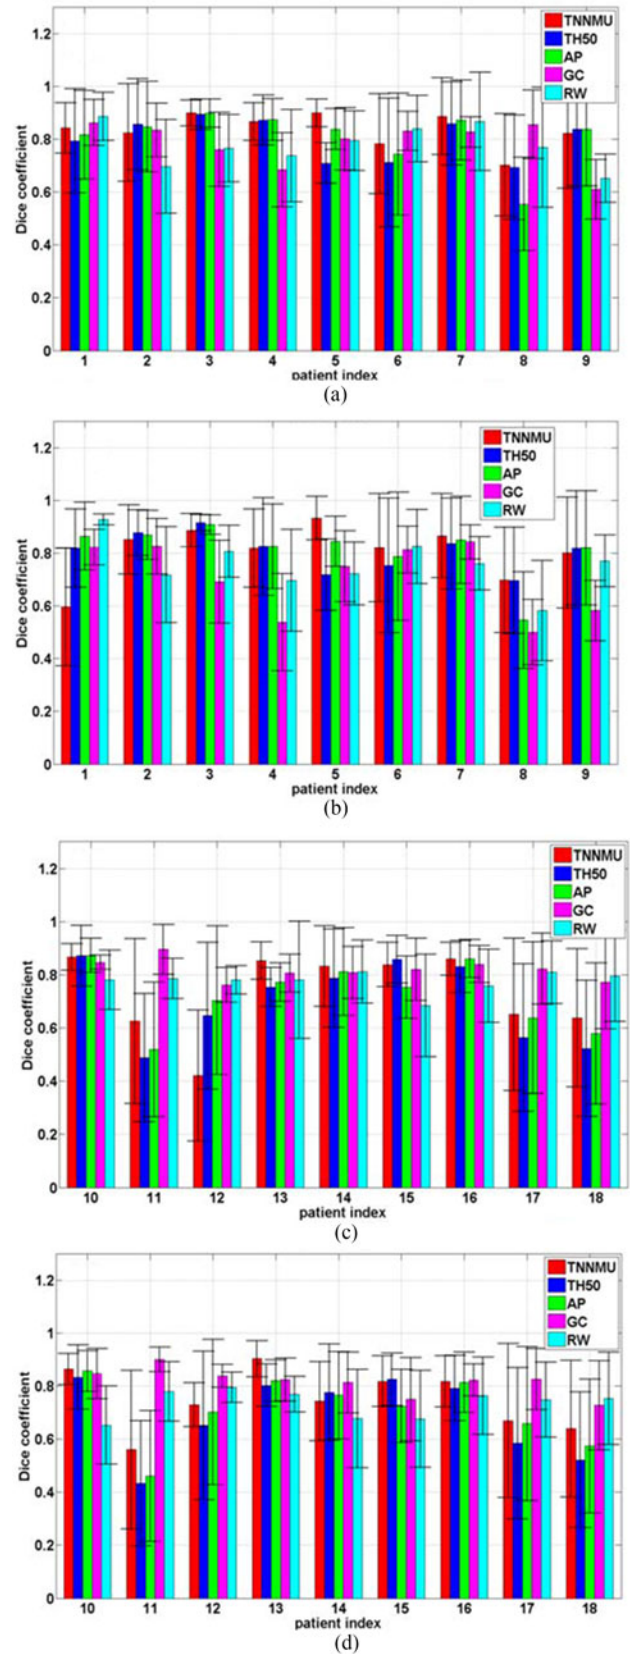 1.2
1
0.8
0.6
0.4
0.2
0
Dice coefficient
TNNMU
TH50
AP
GC
RW
1 2 3 4 5 6 7 8 9
patient index
(a)
1.2
1
0.8
0.6
0.4
0.2
0
Dice coefficient
TNNMU
TH50
AP
GC
RW
1 2 3 4 5 6 7 8 9
patient index
(b)
1.2
1
0.8
0.6
0.4
0.2
0
Dice coefficient
TNNMU
TH50
AP
GC
RW
10 11 12 13 14 15 16 17 18
patient index
(c)
1.2
1
0.8
0.6
0.4
0.2
0
Dice coefficient
TNNMU
TH50
AP
GC
RW
10 11 12 13 14 15 16 17 18
patient index
(d)